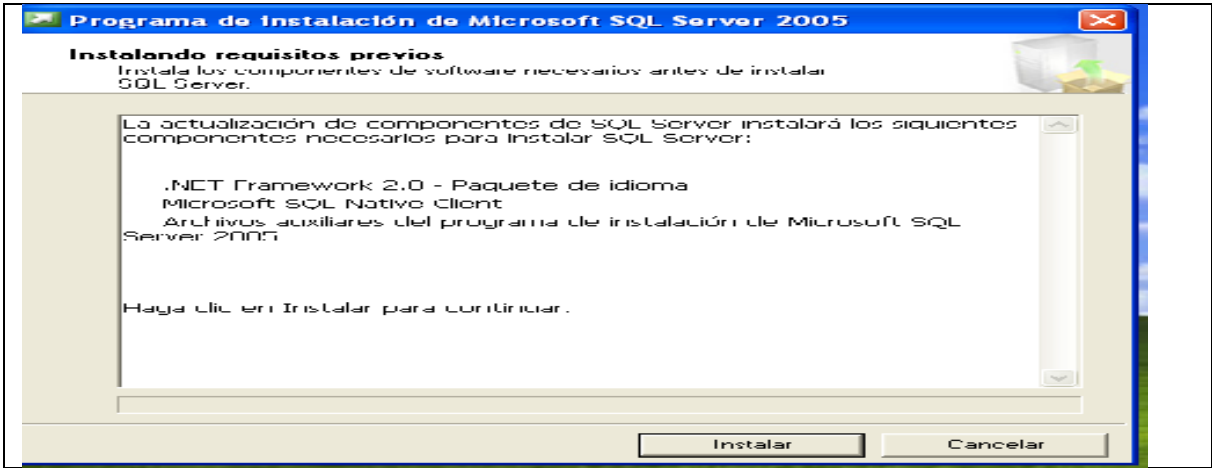 Programa de instalación de Microsoft SQL Server 2005
Instalando requisitos previos
Instala los componentes de software necesarios antes de instalar
SQL Server.
La actualización de componentes de SQL Server instalará los siguientes
componentes necesarios para instalar SQL Server:
.NET Framework 2.0 - Paquete de idioma
Microsoft SQL Native Client
Archivos auxiliares del programa de instalación de Microsoft SQL
Server 2005
Haga clic en Instalar para continuar.
Instalar
Cancelar